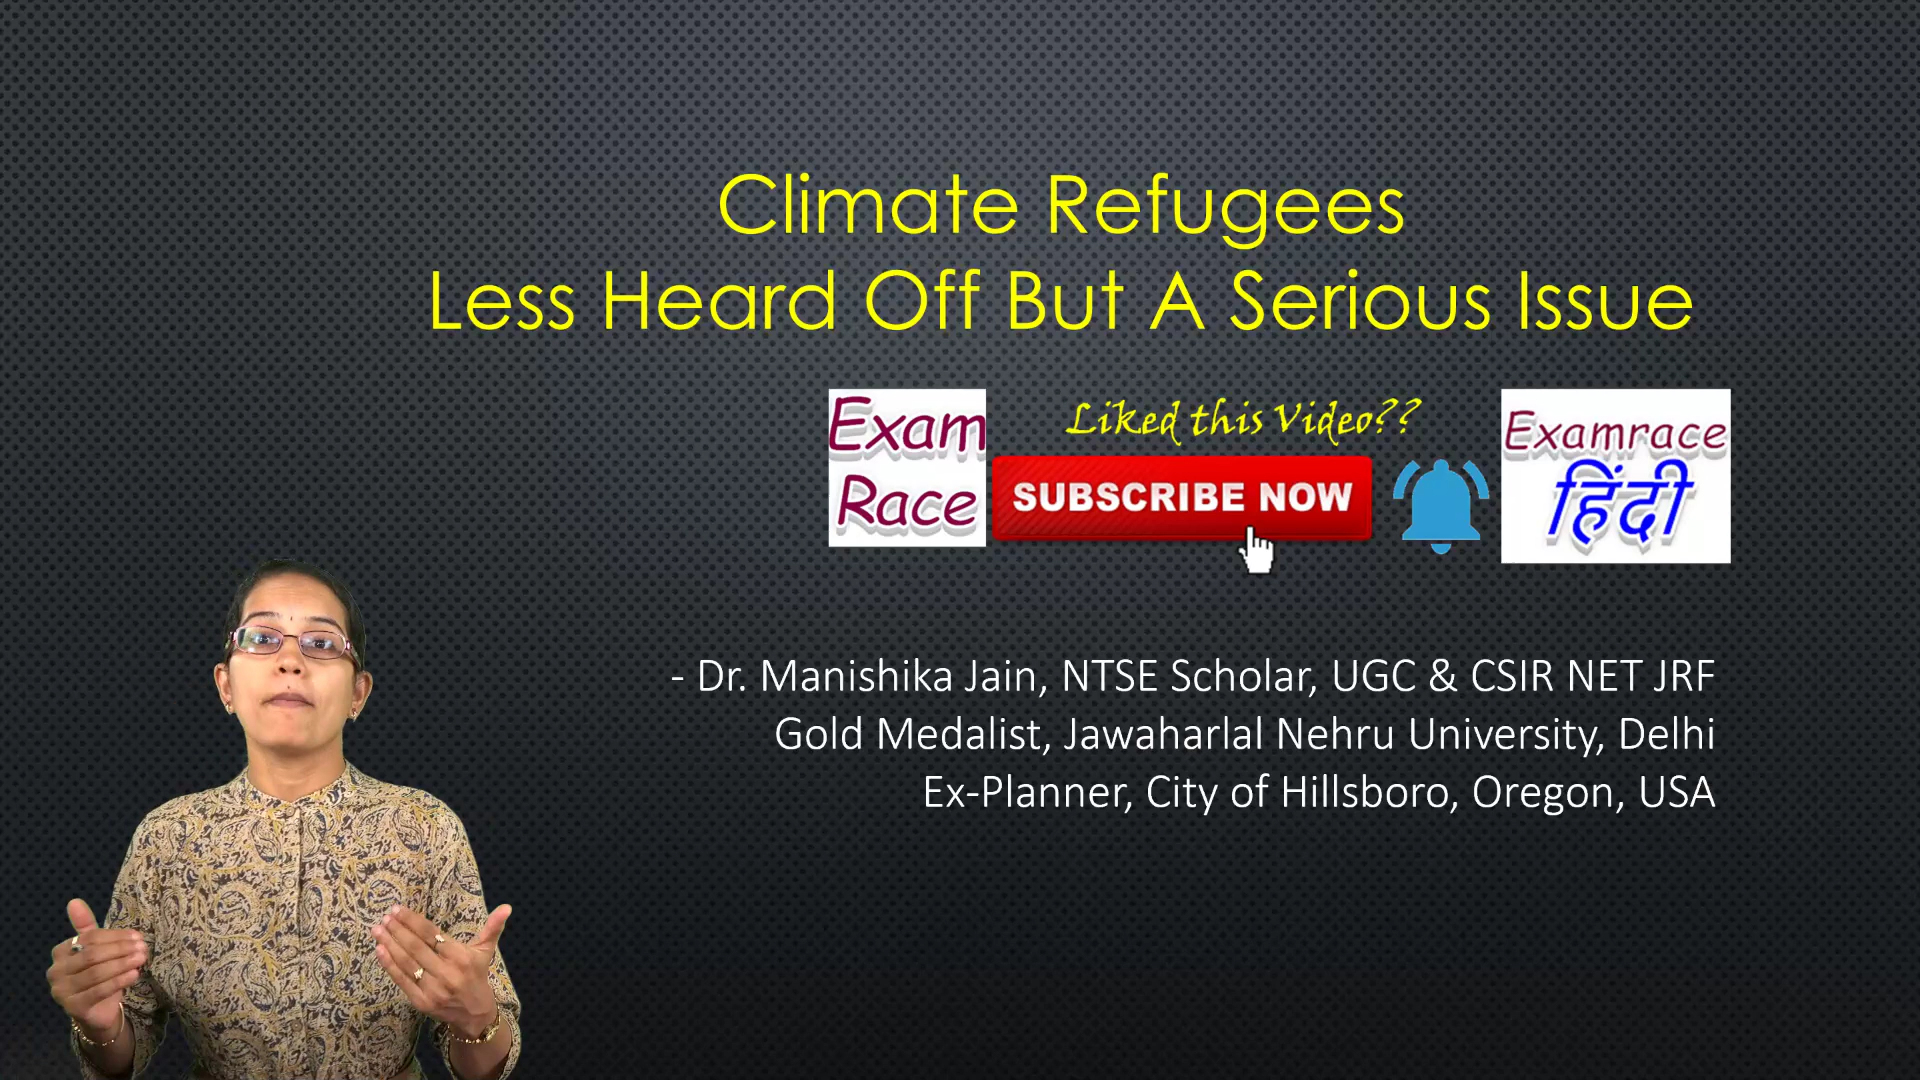 Climate Refugees
Less Heard Off But A Serious Issue
Exam
Race
Liked this Video??
SUBSCRIBE NOW
Examrace
हिंदी
- Dr. Manishika Jain, NTSE Scholar, UGC & CSIR NET JRF
Gold Medalist, Jawaharlal Nehru University, Delhi
Ex-Planner, City of Hillsboro, Oregon, USA